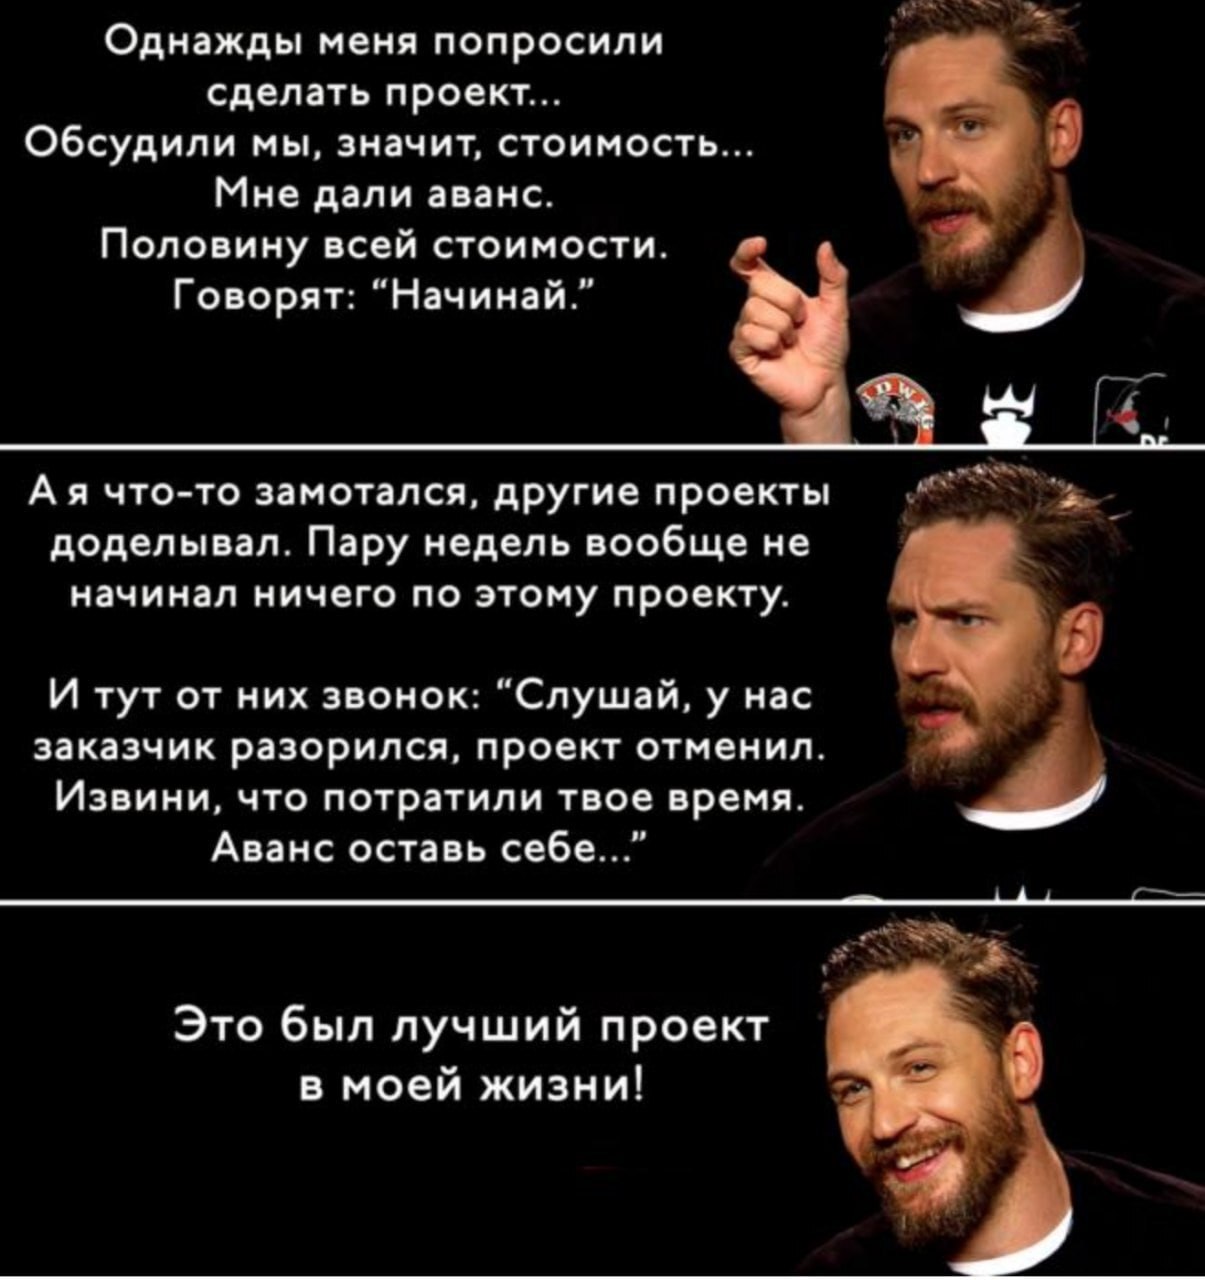 Однажды меня попросили
сделать проект...
Обсудили мы, значит, стоимость...
Мне дали аванс.
Половину всей стоимости.
Говорят: “Начинай.”
А я что-то замотался, другие проекты
доделывал. Пару недель вообще не
начинал ничего по этому проекту.
И тут от них звонок: “Слушай, у нас
заказчик разорился, проект отменил.
Извини, что потратили твое время.
Аванс оставь себе...”
Это был лучший проект
в моей жизни!